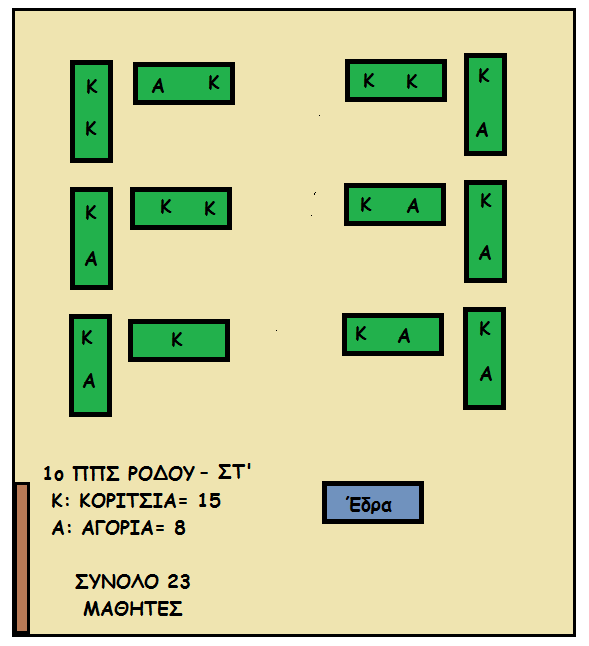 Κ
Κ
Α Κ
Κ Κ
Κ
Α
Κ
Α
Κ Κ
Κ Α
Κ
Α
Κ
Α
Κ
Κ Α
Κ
Α
1ο ΠΠΣ ΡΟΔΟΥ - ΣΤ'
Κ: ΚΟΡΙΤΣΙΑ= 15
Α: ΑΓΟΡΙΑ= 8
Έδρα
ΣΥΝΟΛΟ 23
ΜΑΘΗΤΕΣ